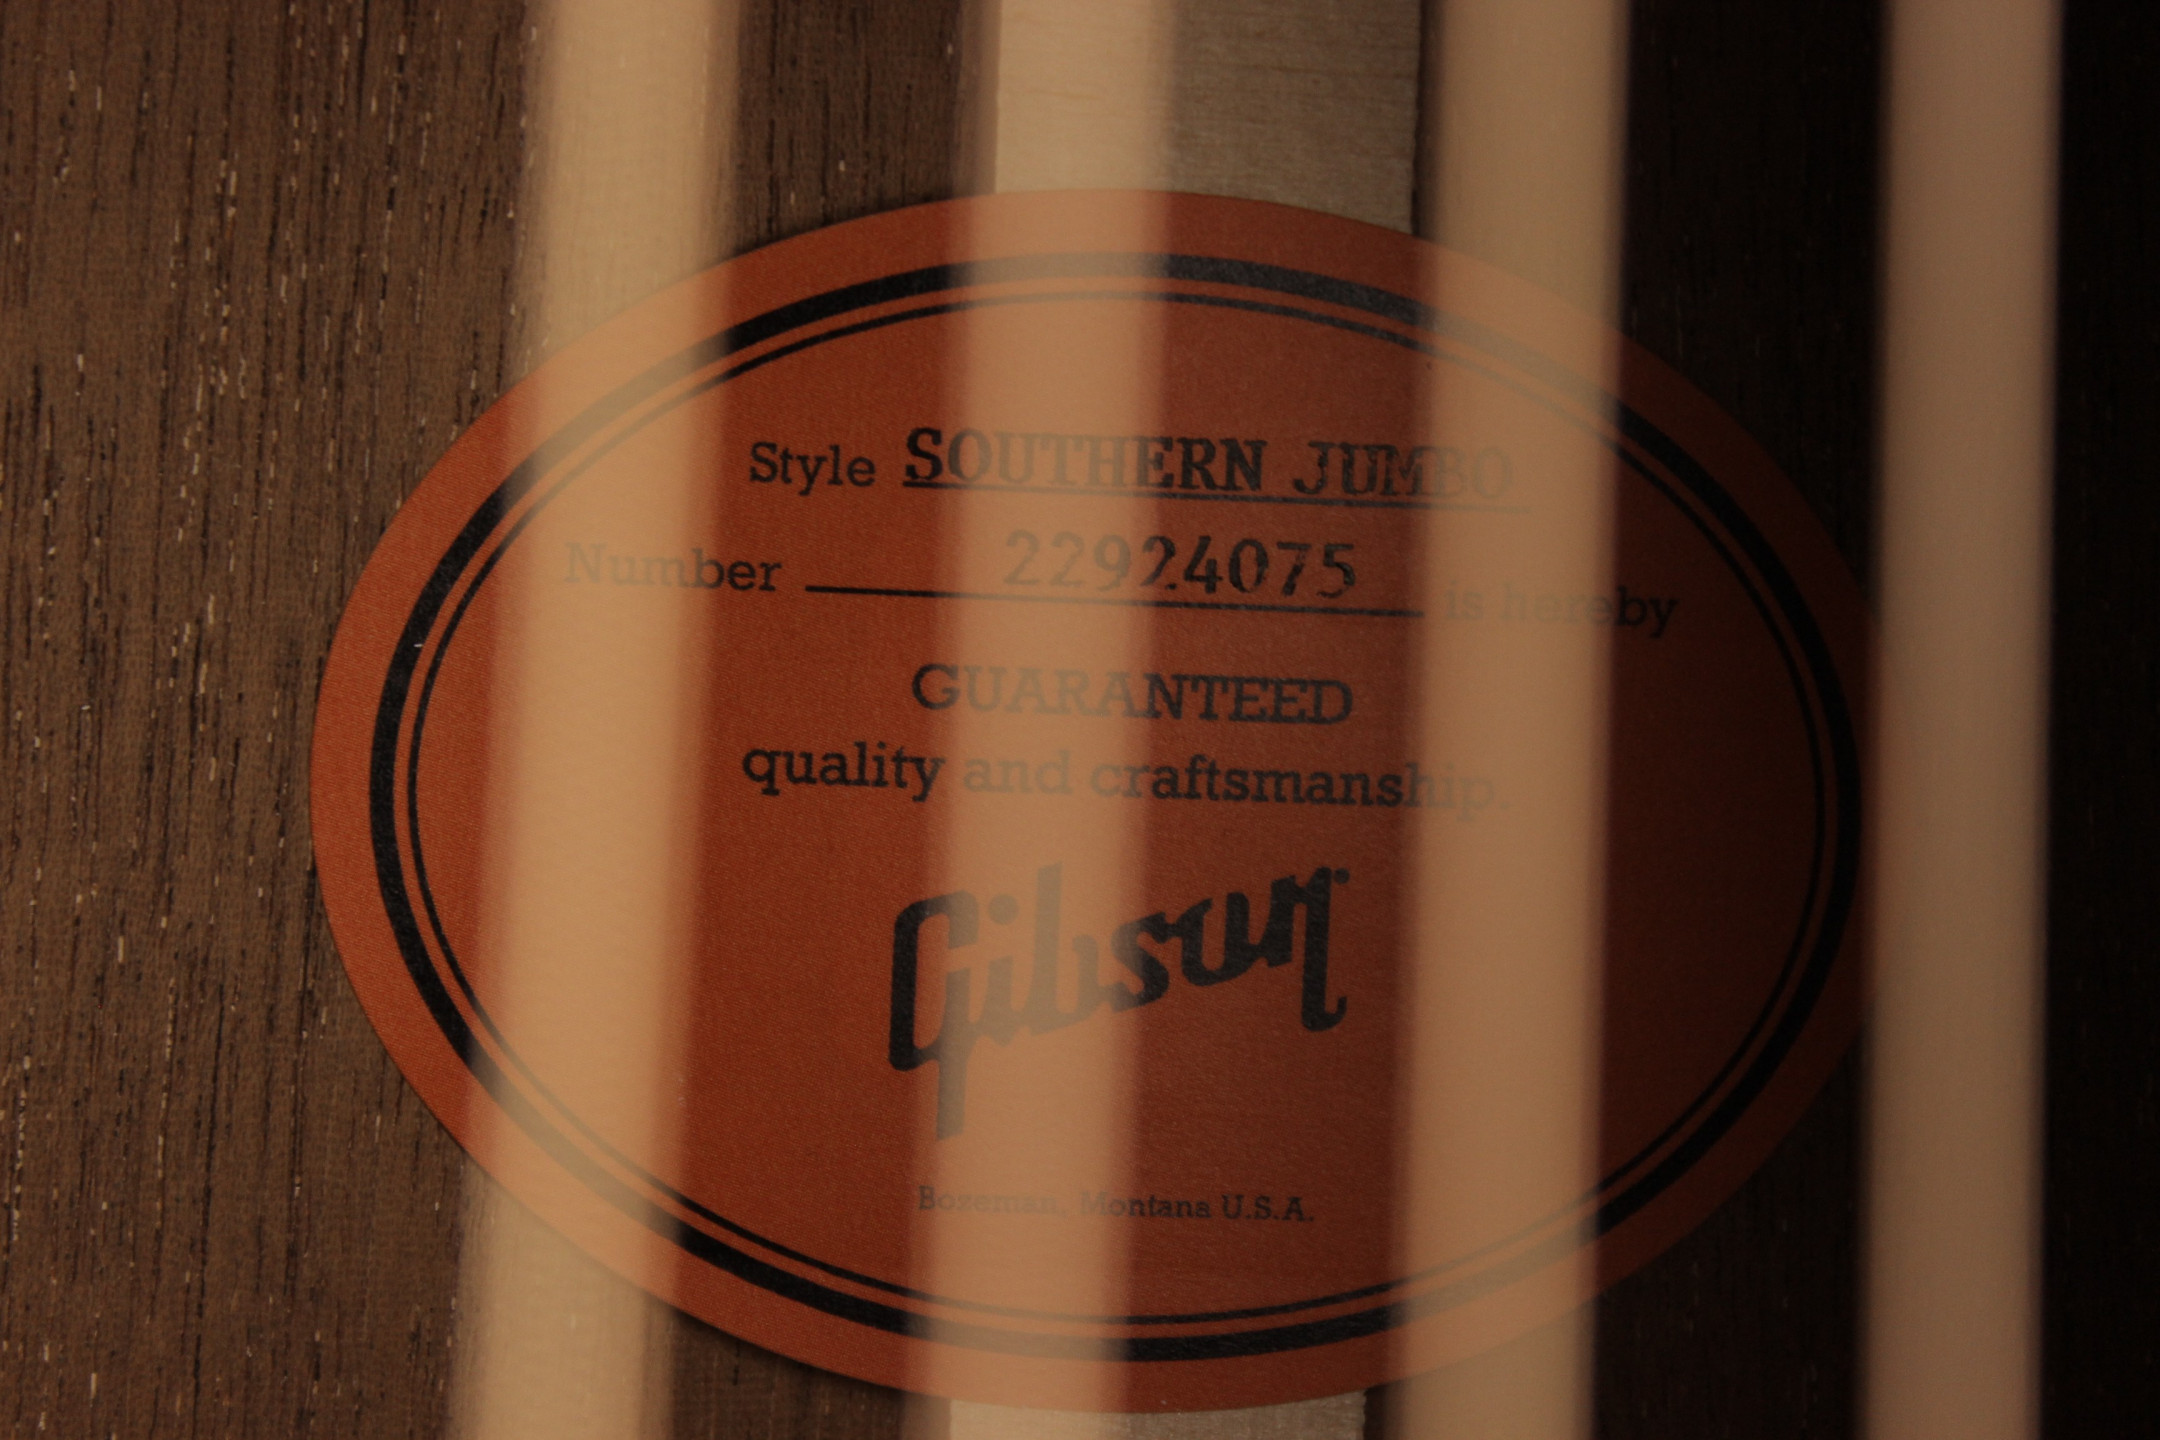 Style SOUTHERN JUMBO
Number 22924075 is hereby
GUARANTEED
quality and craftsmanship.
Gibson
Bozeman, Montana U.S.A.